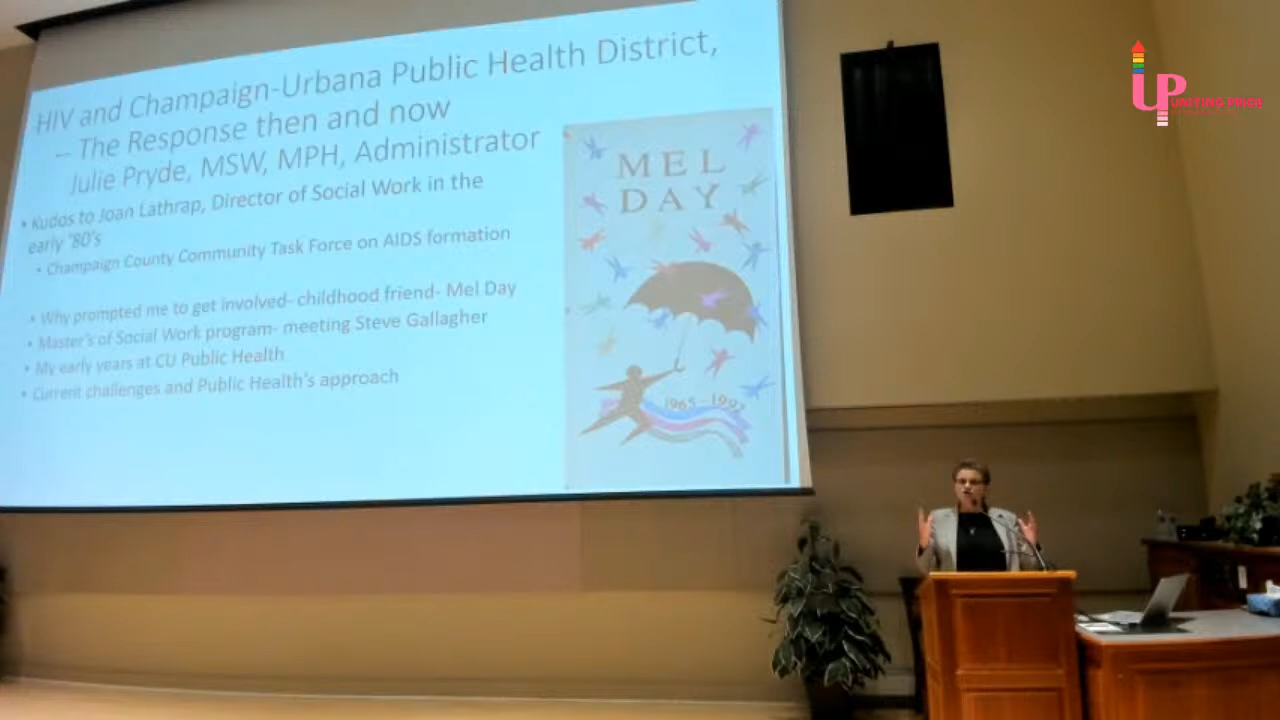 HIV and Champaign-Urbana Public Health District,
– The Response then and now
Julie Pryde, MSW, MPH, Administrator
• Kudos to Joan Lathrap, Director of Social Work in the
early '80's
• Champaign County Community Task Force on AIDS formation
• Why prompted me to get involved- childhood friend- Mel Day
• Master's of Social Work program- meeting Steve Gallagher
• My early years at CU Public Health
• Current challenges and Public Health's approach
MEL
DAY
1965-199
UP
UNITING PRIDE